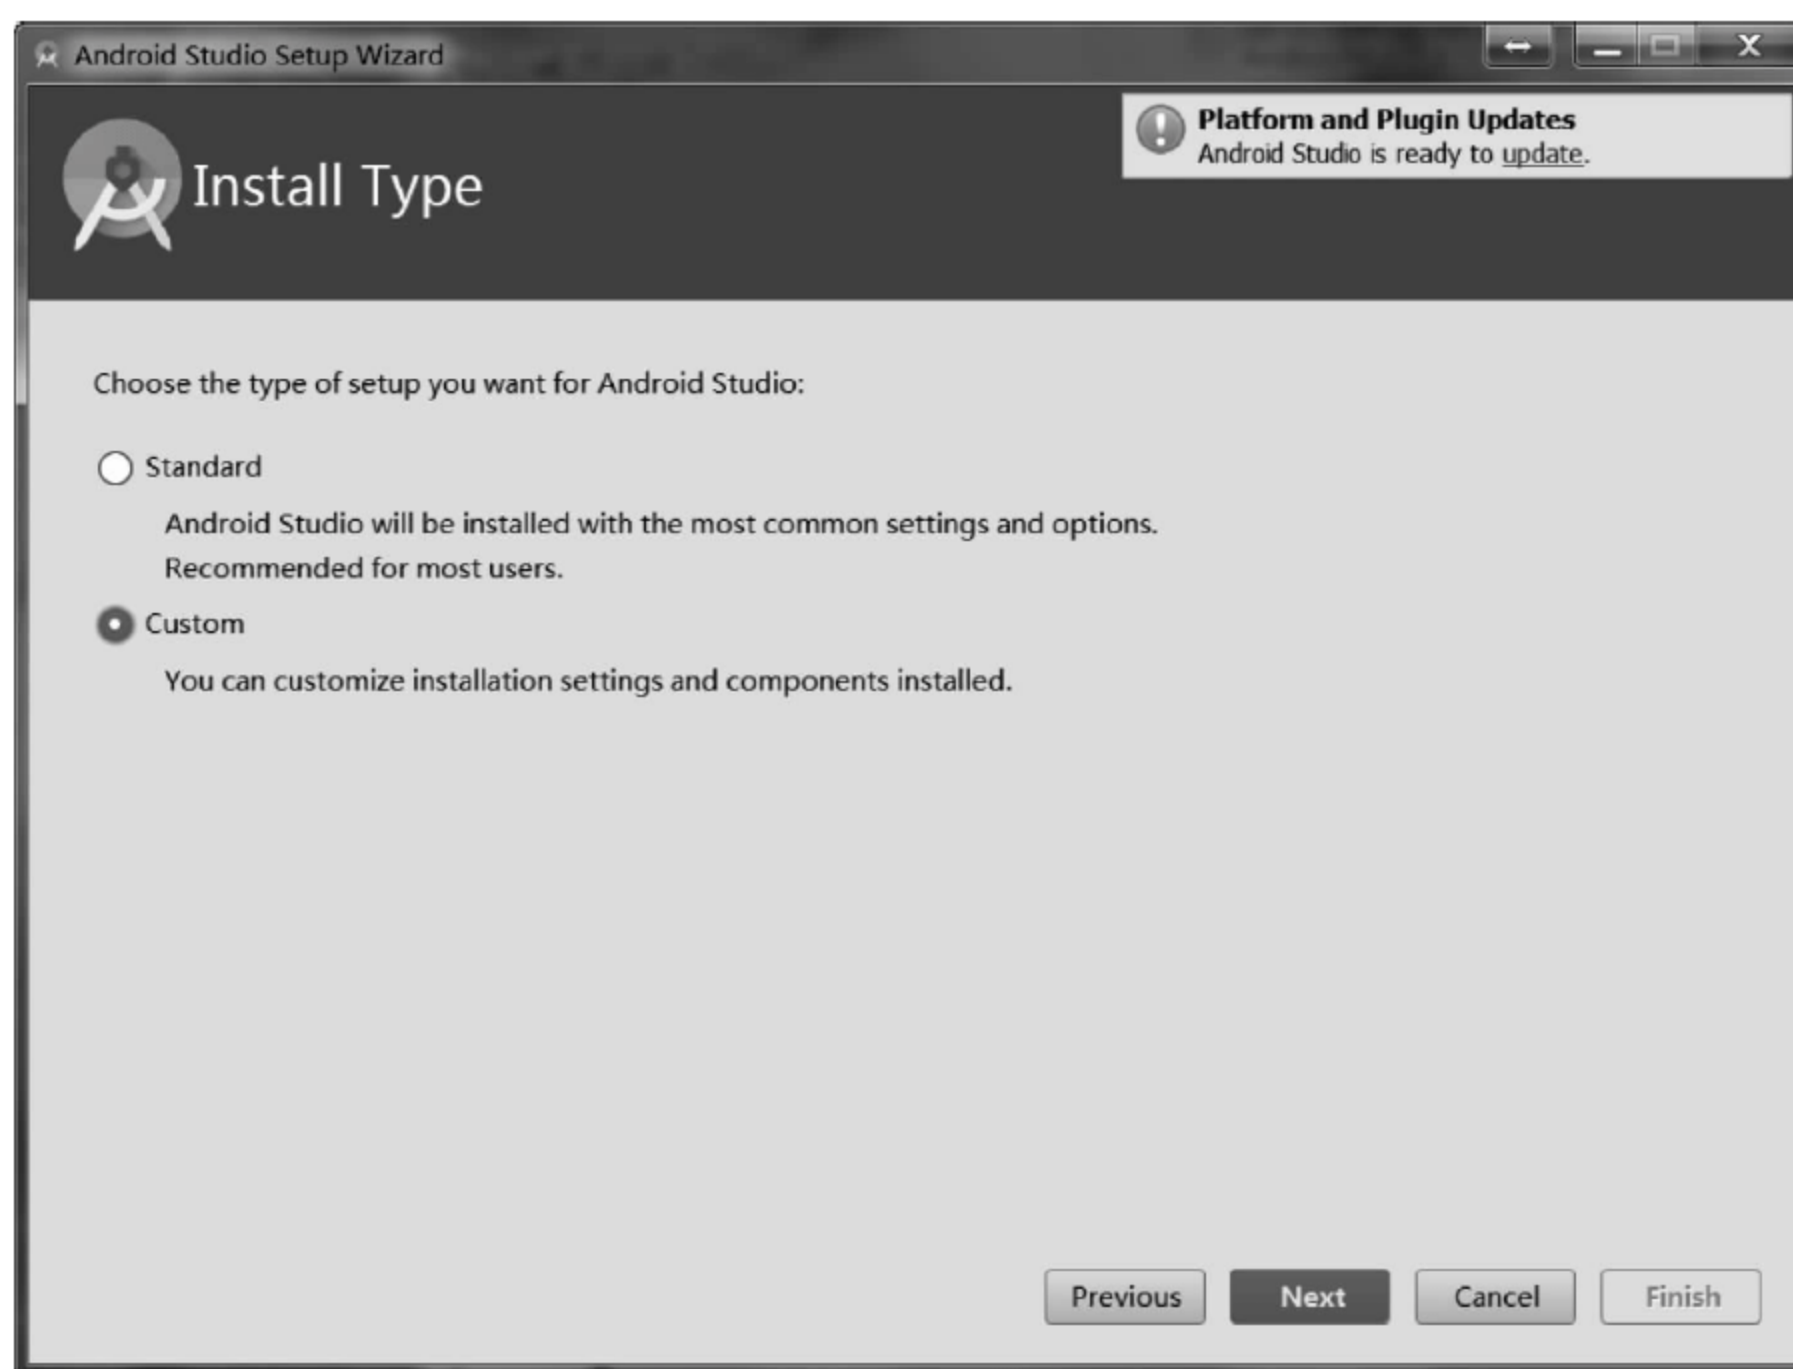 Android Studio Setup Wizard
Platform and Plugin Updates
Android Studio is ready to update.
Install Type
Choose the type of setup you want for Android Studio:
Standard
Android Studio will be installed with the most common settings and options.
Recommended for most users.
Custom
You can customize installation settings and components installed.
Previous
Next
Cancel
Finish